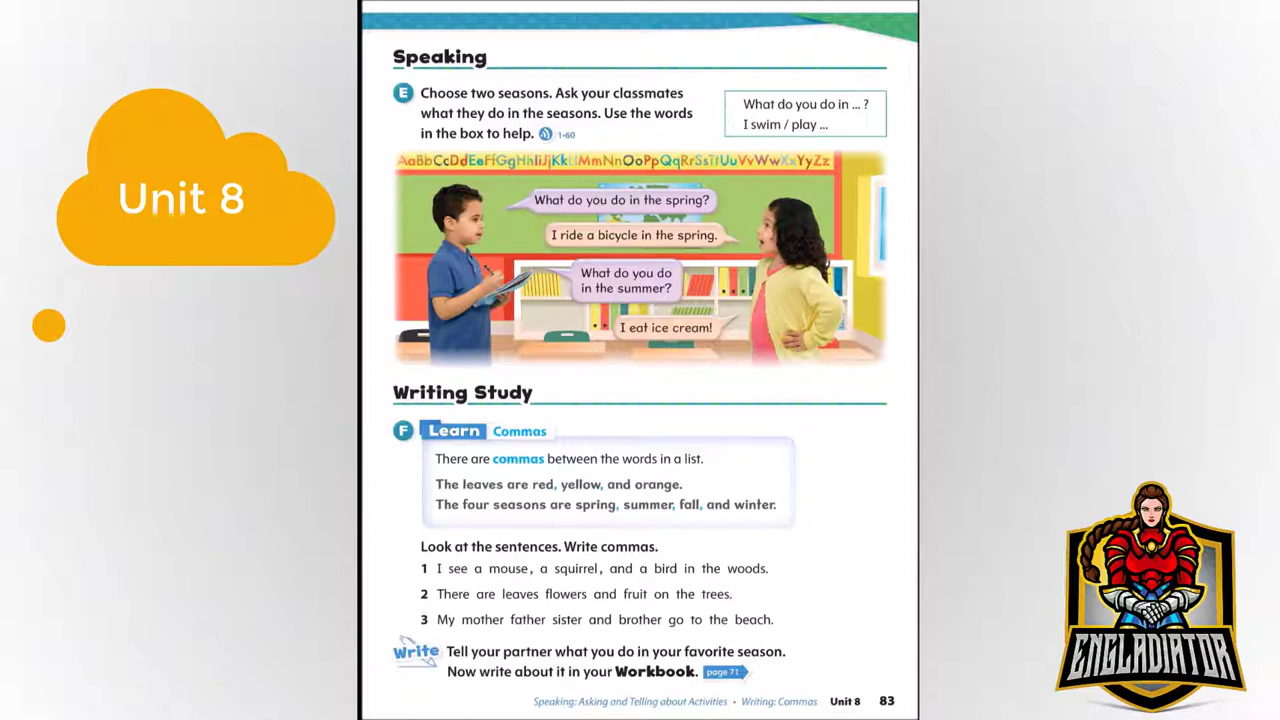 Unit 8
Speaking
E Choose two seasons. Ask your classmates
what they do in the seasons. Use the words
in the box to help. 1·60
What do you do in ... ?
I swim / play ...
AaBbCcDdEeFfGgHhIiJjKkLlMmNnOoPpQqRrSsTtUuVvWwXxYyZz
What do you do in the spring?
I ride a bicycle in the spring.
What do you do
in the summer?
I eat ice cream!
Writing Study
F Learn Commas
There are commas between the words in a list.
The leaves are red, yellow, and orange.
The four seasons are spring, summer, fall, and winter.
Look at the sentences. Write commas.
1 I see a mouse, a squirrel, and a bird in the woods.
2 There are leaves flowers and fruit on the trees.
3 My mother father sister and brother go to the beach.
Write Tell your partner what you do in your favorite season.
Now write about it in your Workbook. page 71
Speaking: Asking and Telling about Activities • Writing: Commas Unit 8 83
ENGLADIATOR